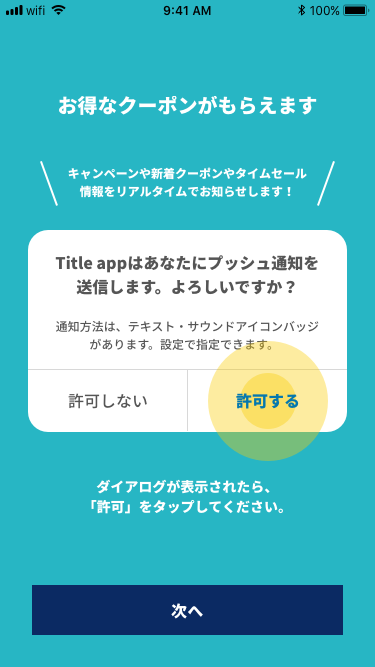 wifi 9:41 AM 100%
お得なクーポンがもらえます
キャンペーンや新着クーポンやタイムセール
情報をリアルタイムでお知らせします！
Title appはあなたにプッシュ通知を
送信します。よろしいですか？
通知方法は、テキスト・サウンドアイコンバッジ
があります。設定で指定できます。
許可しない 許可する
ダイアログが表示されたら、
「許可」をタップしてください。
次へ